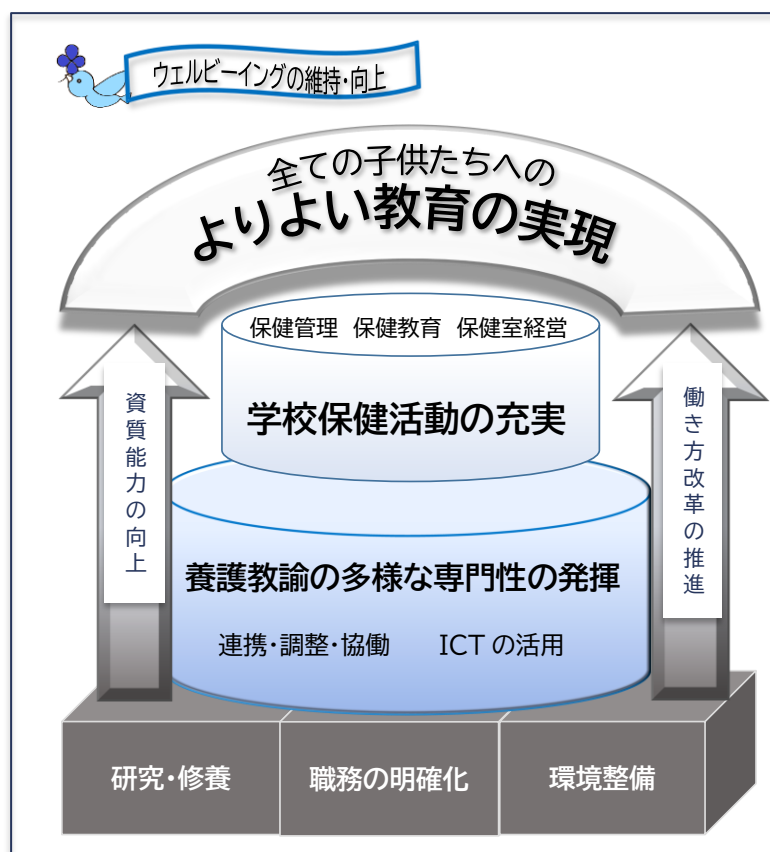 ウェルビーイングの維持・向上
全ての子供たちへの
よりよい教育の実現
保健管理 保健教育 保健室経営
学校保健活動の充実
資質能力の向上
働き方改革の推進
養護教諭の多様な専門性の発揮
連携・調整・協働 ICTの活用
研究・修養 職務の明確化 環境整備